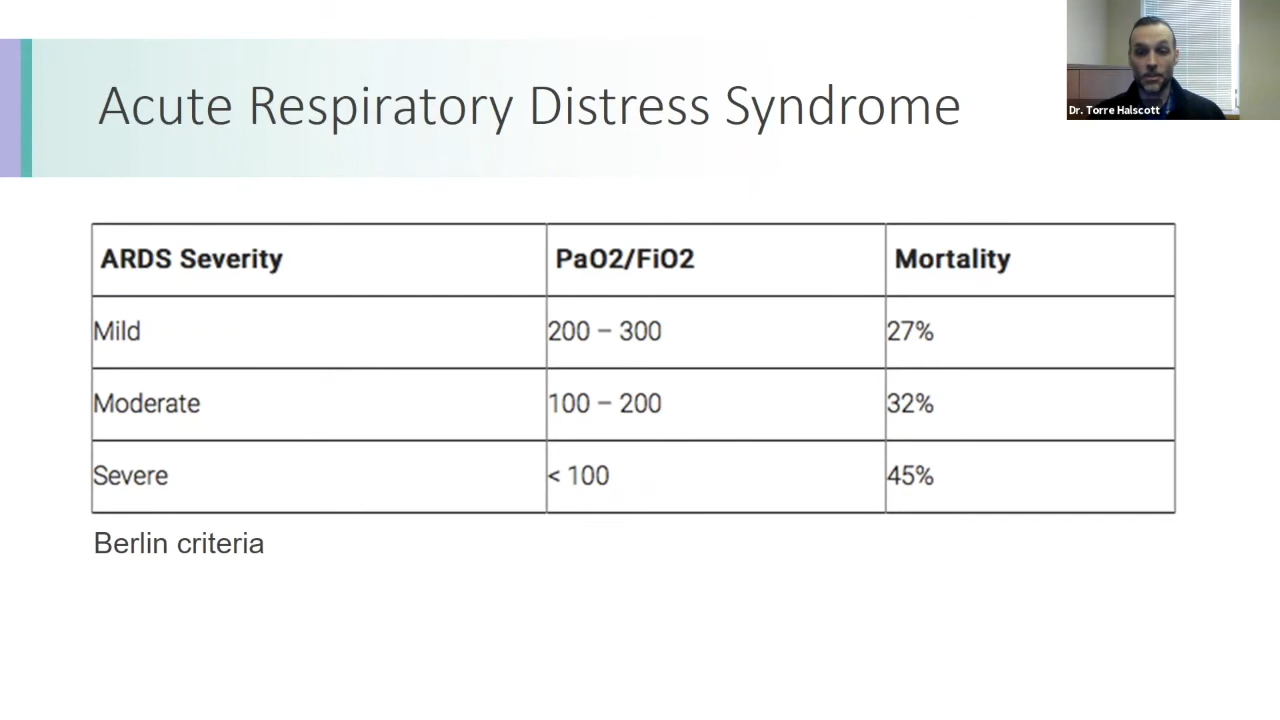 Acute Respiratory Distress Syndrome
Dr. Torre Halscott
ARDS Severity PaO2/FiO2 Mortality
Mild 200 – 300 27%
Moderate 100 – 200 32%
Severe < 100 45%
Berlin criteria